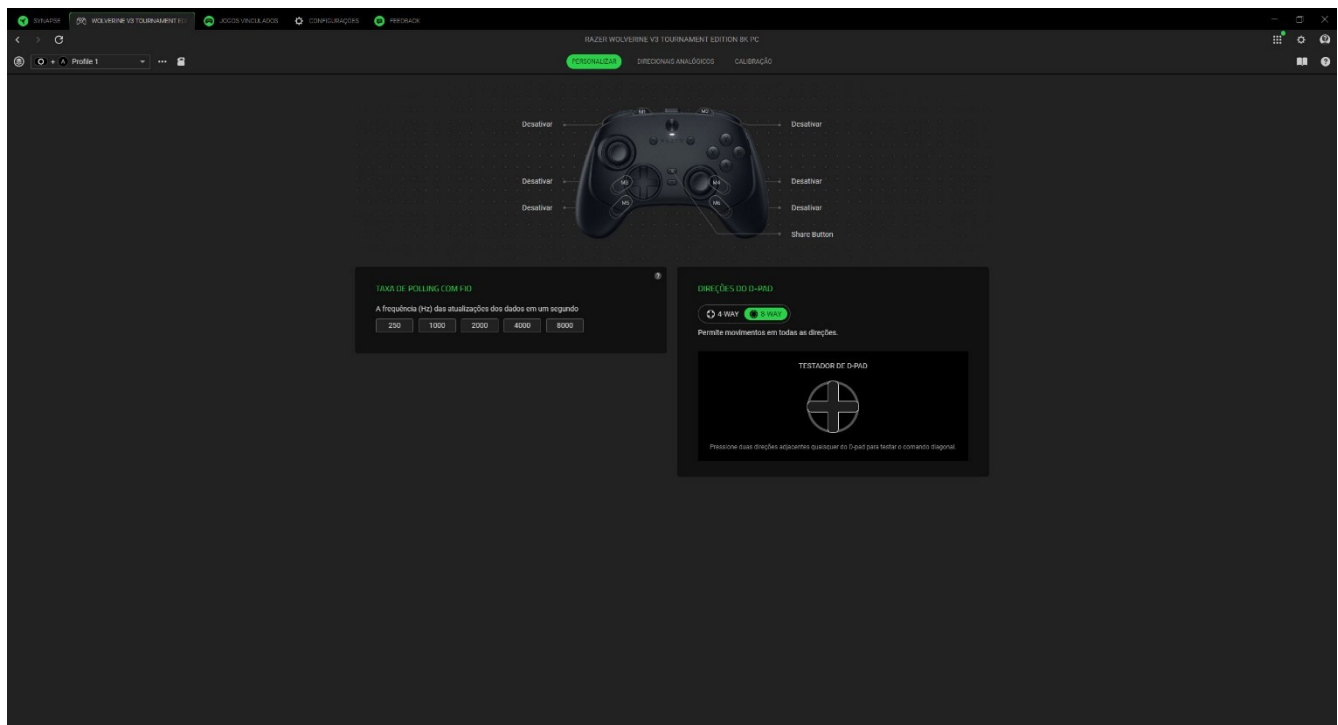 SYNAPSE
WOLVERINE V3 TOURNAMENT EDI
JOGOS VINCULADOS
CONFIGURAÇÕES
FEEDBACK
RAZER WOLVERINE V3 TOURNAMENT EDITION 8K PC
+ A Profile 1
PERSONALIZAR
DIRECIONAIS ANALÓGICOS
CALIBRAÇÃO
M1
M2
Desativar
Desativar
Desativar
M3
M4
Desativar
Desativar
M5
M6
Desativar
Share Button
TAXA DE POLLING COM FIO
A frequência (Hz) das atualizações dos dados em um segundo
250 1000 2000 4000 8000
DIREÇÕES DO D-PAD
4 WAY 8 WAY
Permite movimentos em todas as direções.
TESTADOR DE D-PAD
Pressione duas direções adjacentes quaisquer do D-pad para testar o comando diagonal.